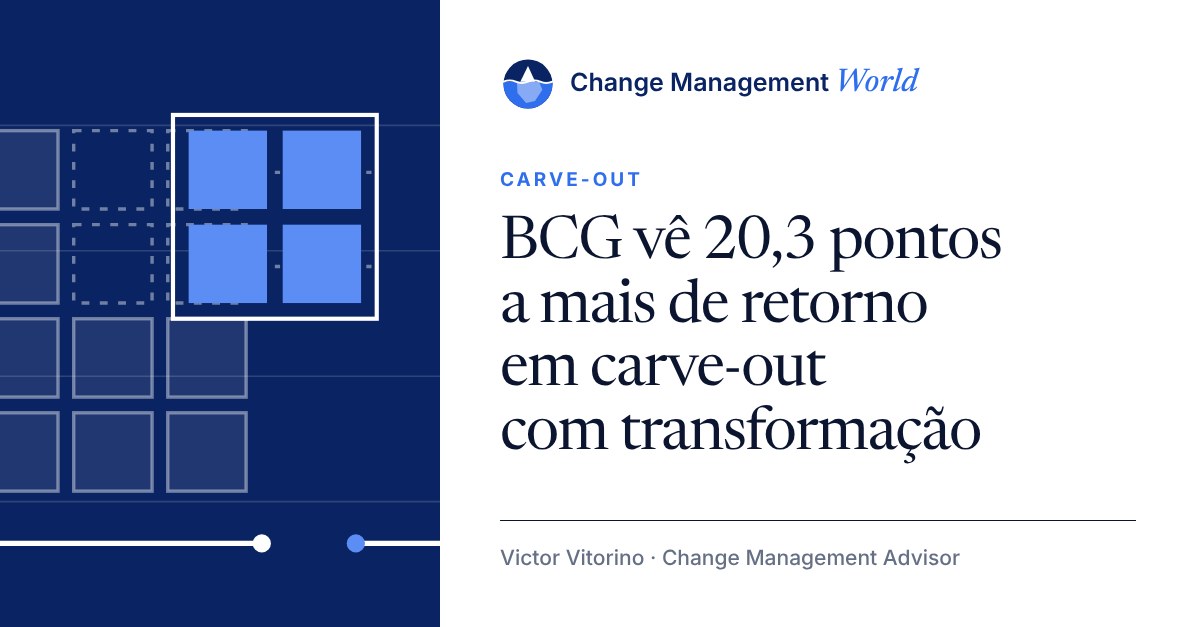 Change Management World
CARVE-OUT
BCG vê 20,3 pontos
a mais de retorno
em carve-out
com transformação
Victor Vitorino · Change Management Advisor